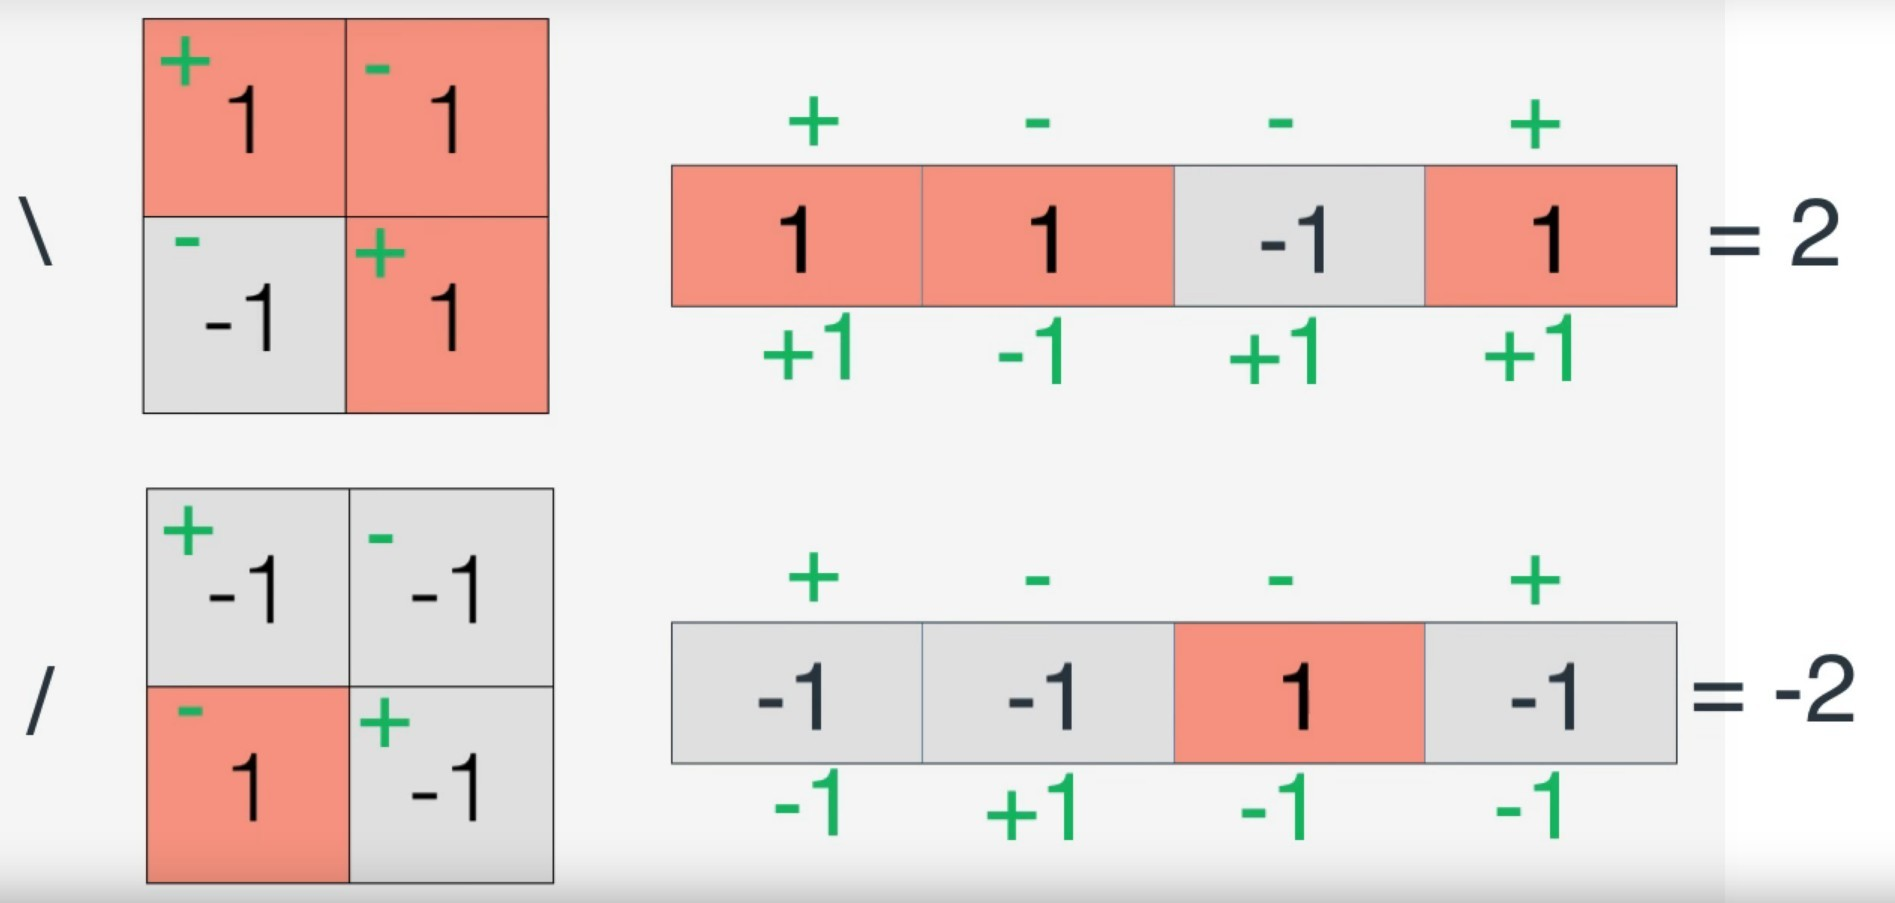 + 1 - 1
- -1 + 1
\
+ - - +
1 1 -1 1 = 2
+1 -1 +1 +1
+ -1 - -1
- 1 + -1
/
+ - - +
-1 -1 1 -1 = -2
-1 +1 -1 -1